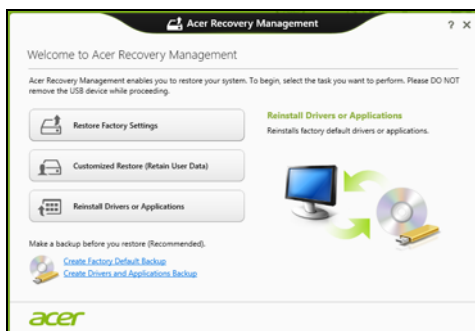 Acer Recovery Management
? X
Welcome to Acer Recovery Management
Acer Recovery Management enables you to restore your system. To begin, select the task you want to perform. Please DO NOT
remove the USB device while proceeding.
Restore Factory Settings
Customized Restore (Retain User Data)
Reinstall Drivers or Applications
Reinstall Drivers or Applications
Reinstalls factory default drivers or applications.
Make a backup before you restore (Recommended).
Create Factory Default Backup
Create Drivers and Applications Backup
acer